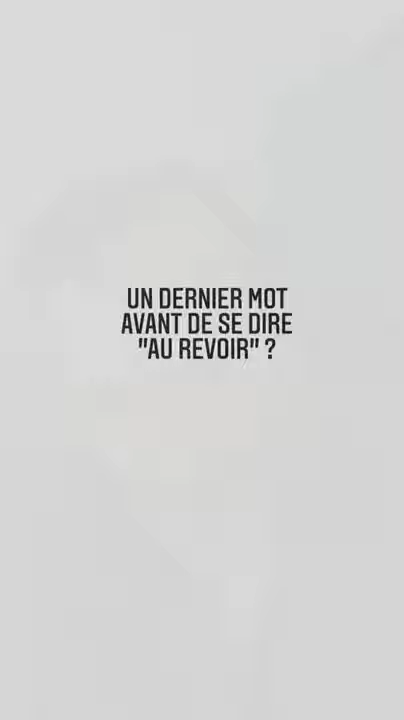 UN DERNIER MOT
AVANT DE SE DIRE
"AU REVOIR" ?